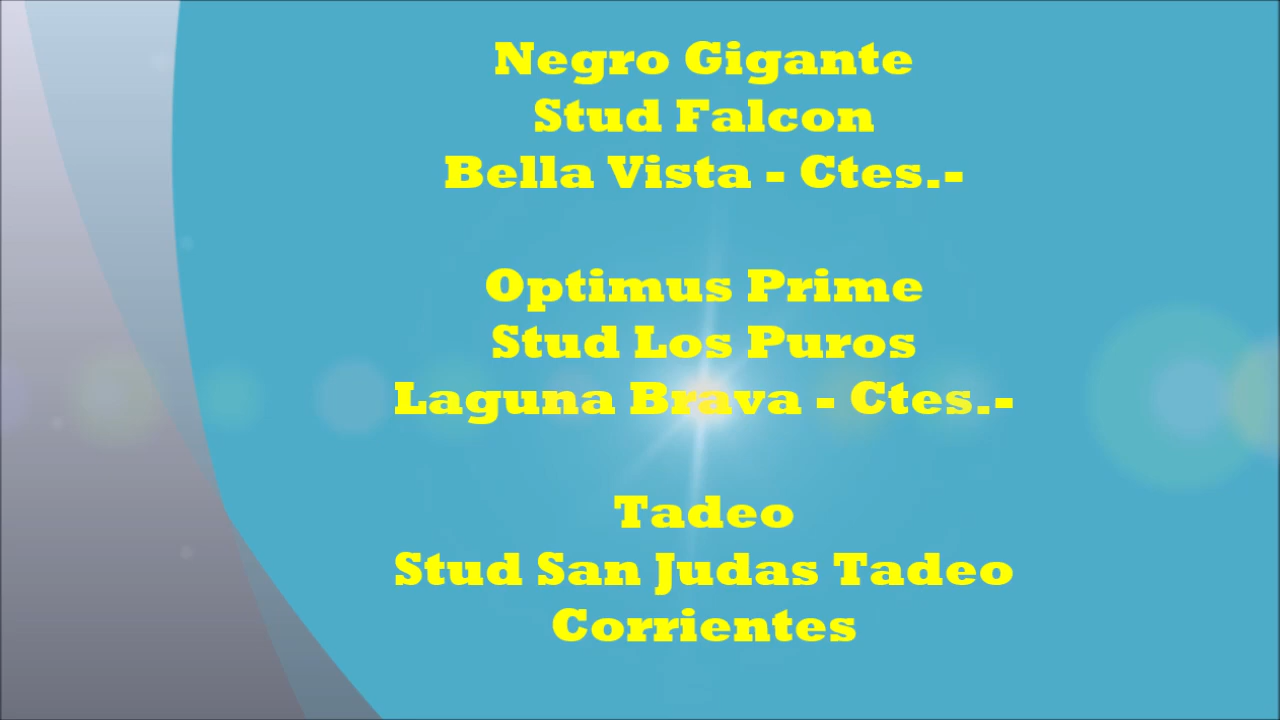 Negro Gigante
Stud Falcon
Bella Vista - Ctes.-
Optimus Prime
Stud Los Puros
Laguna Brava - Ctes.-
Tadeo
Stud San Judas Tadeo
Corrientes